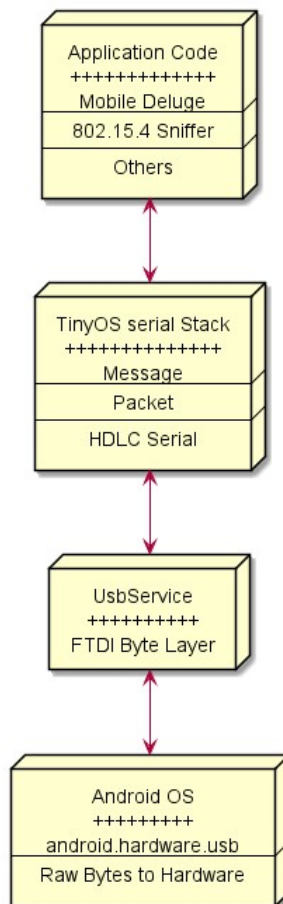 Application Code
+++++++++++++
Mobile Deluge
802.15.4 Sniffer
Others
TinyOS serial Stack
++++++++++++++
Message
Packet
HDLC Serial
UsbService
++++++++++
FTDI Byte Layer
Android OS
+++++++++
android.hardware.usb
Raw Bytes to Hardware